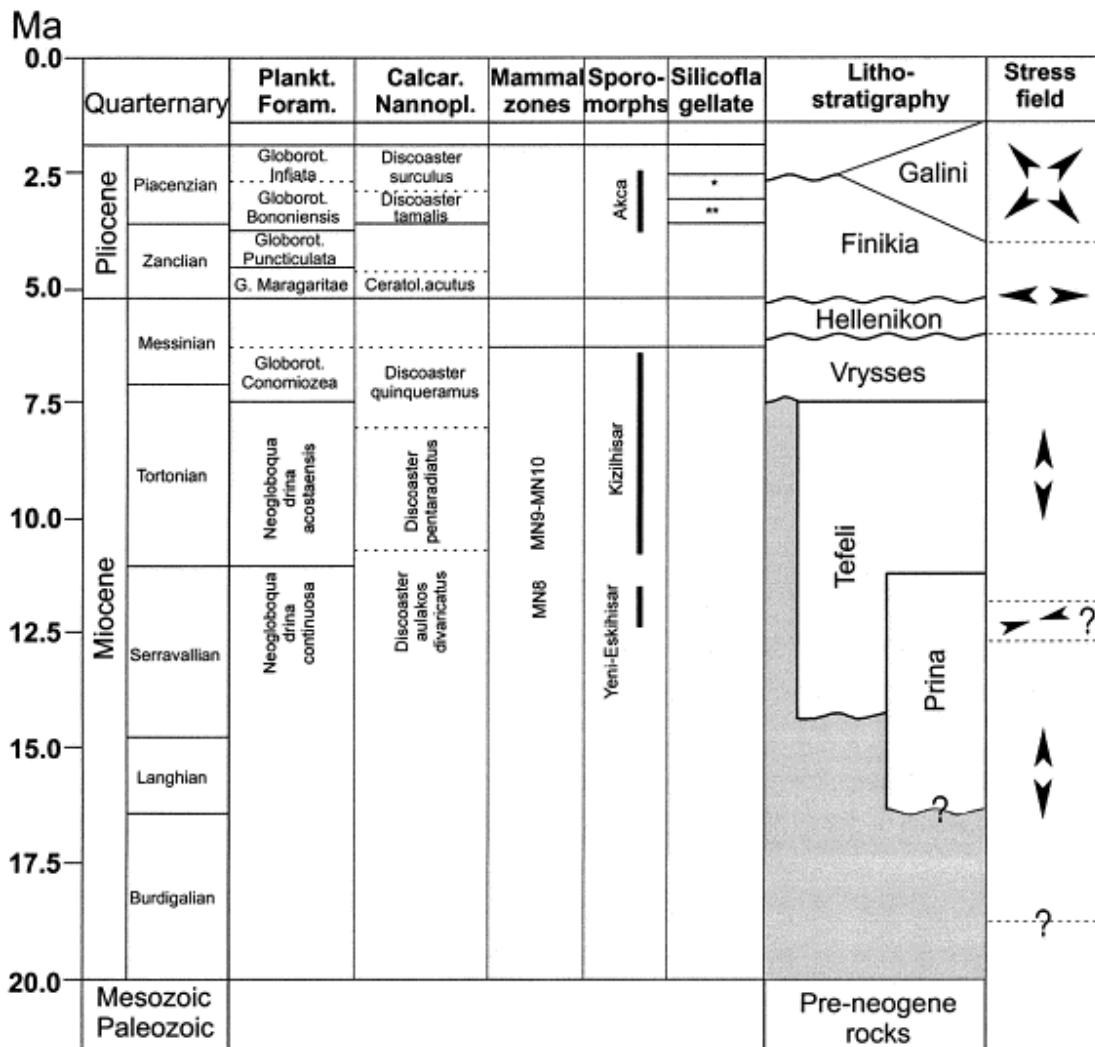 Ma
0.0
2.5
5.0
7.5
10.0
12.5
15.0
17.5
20.0
Quarternary
Plankt.
Foram.
Calcar.
Nannopl.
Mammal
zones
Sporo-
morphs
Silicofla
gellate
Litho-
stratigraphy
Stress
field
Pliocene
Piacenzian
Zanclian
Miocene
Messinian
Tortonian
Serravallian
Langhian
Burdigalian
Mesozoic
Paleozoic
Globorot.
Inflata
Globorot.
Bononiensis
Globorot.
Puncticulata
G. Maragaritae
Globorot.
Conomiozea
Neogloboqua
drina
acostaensis
Neogloboqua
drina
continuosa
Discoaster
surculus
Discoaster
tamalis
Ceratol.acutus
Discoaster
quinqueramus
Discoaster
pentaradiatus
Discoaster
aulakos
divaricatus
MN9-MN10
MN8
Akca
Kizilhisar
Yeni-Eskihisar
*
**
Galini
Finikia
Hellenikon
Vrysses
Tefeli
Prina
?
Pre-neogene
rocks
?
?